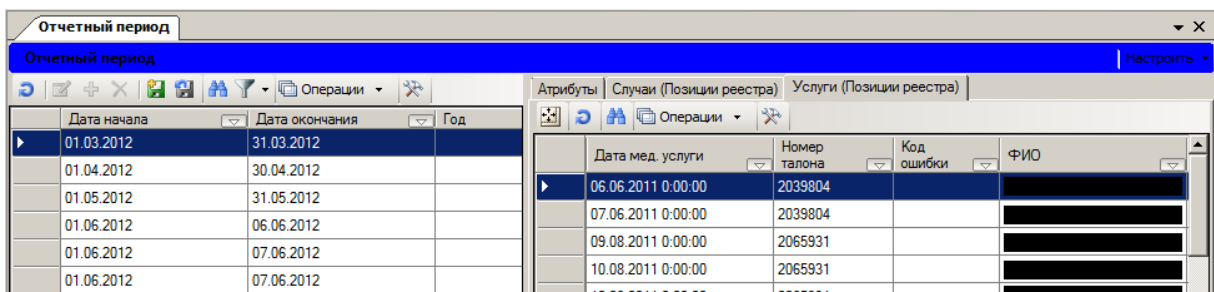 Отчетный период
Отчетный период
Настроить
Операции
Атрибуты Случаи (Позиции реестра) Услуги (Позиции реестра)
Операции
Дата начала Дата окончания Год
Дата мед. услуги Номер талона Код ошибки ФИО
01.03.2012 31.03.2012
01.04.2012 30.04.2012
01.05.2012 31.05.2012
01.06.2012 06.06.2012
01.06.2012 07.06.2012
01.06.2012 07.06.2012
06.06.2011 0:00:00 2039804
07.06.2011 0:00:00 2039804
09.08.2011 0:00:00 2065931
10.08.2011 0:00:00 2065931